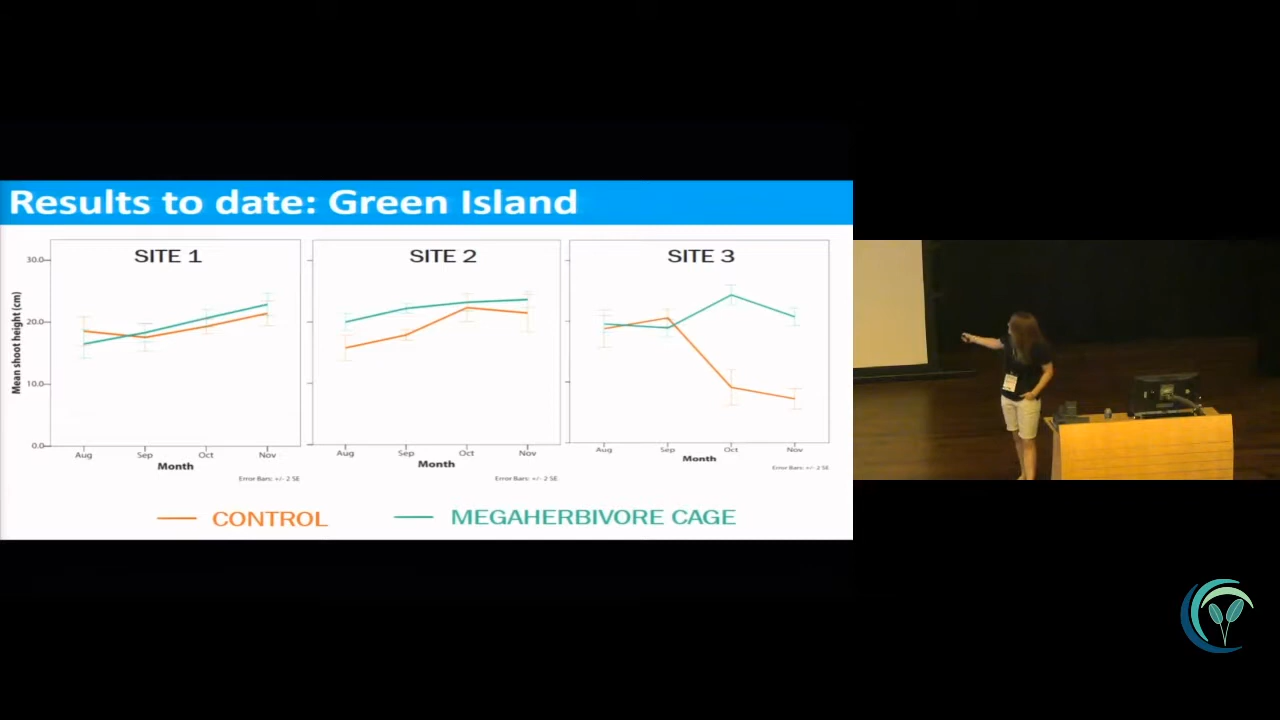 Results to date: Green Island
SITE 1
SITE 2
SITE 3
Mean shoot height (cm)
30.0
20.0
10.0
0.0
Aug Sep Oct Nov
Month
Error Bars: +/- 2 SE
Aug Sep Oct Nov
Month
Error Bars: +/- 2 SE
Aug Sep Oct Nov
Month
Error Bars: +/- 2 SE
CONTROL
MEGAHERBIVORE CAGE